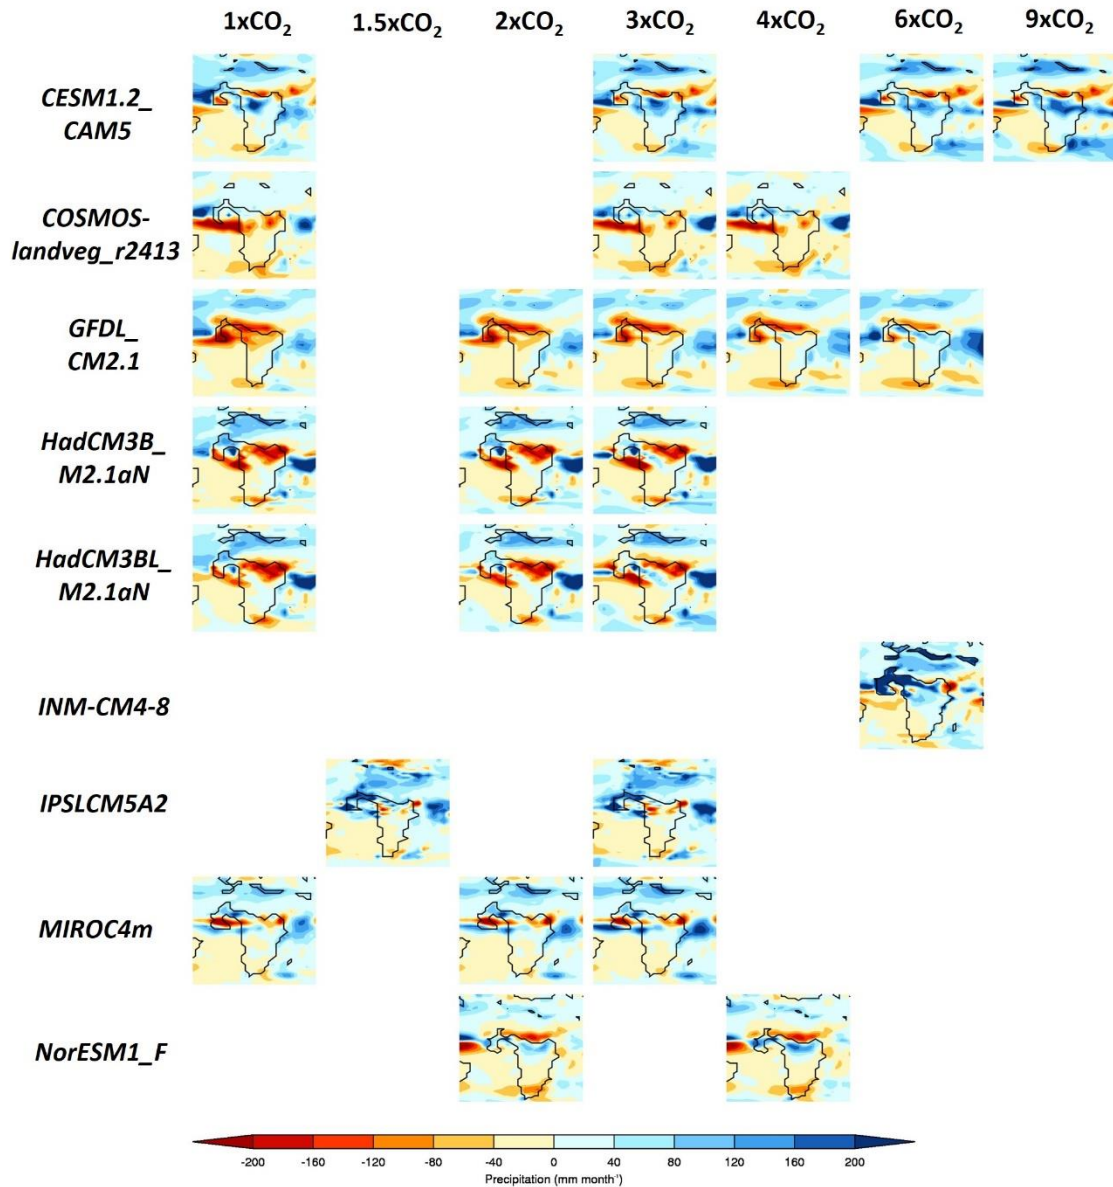 1xCO₂ 1.5xCO₂ 2xCO₂ 3xCO₂ 4xCO₂ 6xCO₂ 9xCO₂
CESM1.2_
CAM5
COSMOS-
landveg_r2413
GFDL_
CM2.1
HadCM3B_
M2.1aN
HadCM3BL_
M2.1aN
INM-CM4-8
IPSLCM5A2
MIROC4m
NorESM1_F
-200 -160 -120 -80 -40 0 40 80 120 160 200
Precipitation (mm month⁻¹)